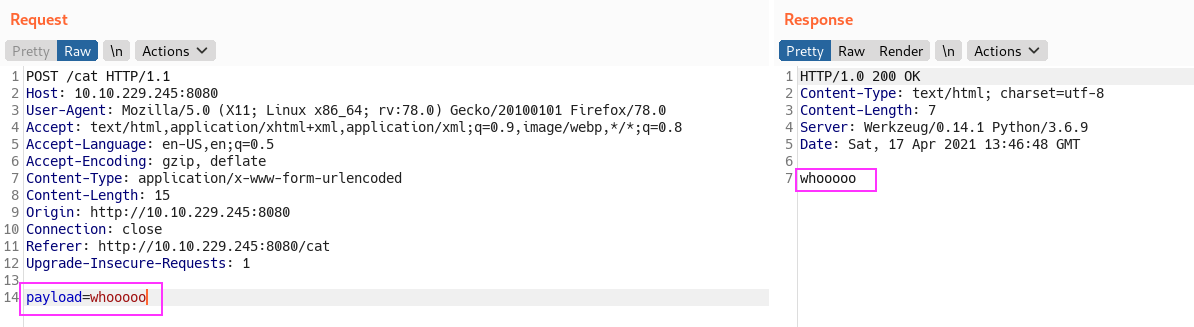 Request
Pretty Raw \n Actions
1 POST /cat HTTP/1.1
2 Host: 10.10.229.245:8080
3 User-Agent: Mozilla/5.0 (X11; Linux x86_64; rv:78.0) Gecko/20100101 Firefox/78.0
4 Accept: text/html,application/xhtml+xml,application/xml;q=0.9,image/webp,*/*;q=0.8
5 Accept-Language: en-US,en;q=0.5
6 Accept-Encoding: gzip, deflate
7 Content-Type: application/x-www-form-urlencoded
8 Content-Length: 15
9 Origin: http://10.10.229.245:8080
10 Connection: close
11 Referer: http://10.10.229.245:8080/cat
12 Upgrade-Insecure-Requests: 1
13
14 payload=whooooo
Response
Pretty Raw Render \n Actions
1 HTTP/1.0 200 OK
2 Content-Type: text/html; charset=utf-8
3 Content-Length: 7
4 Server: Werkzeug/0.14.1 Python/3.6.9
5 Date: Sat, 17 Apr 2021 13:46:48 GMT
6
7 whooooo